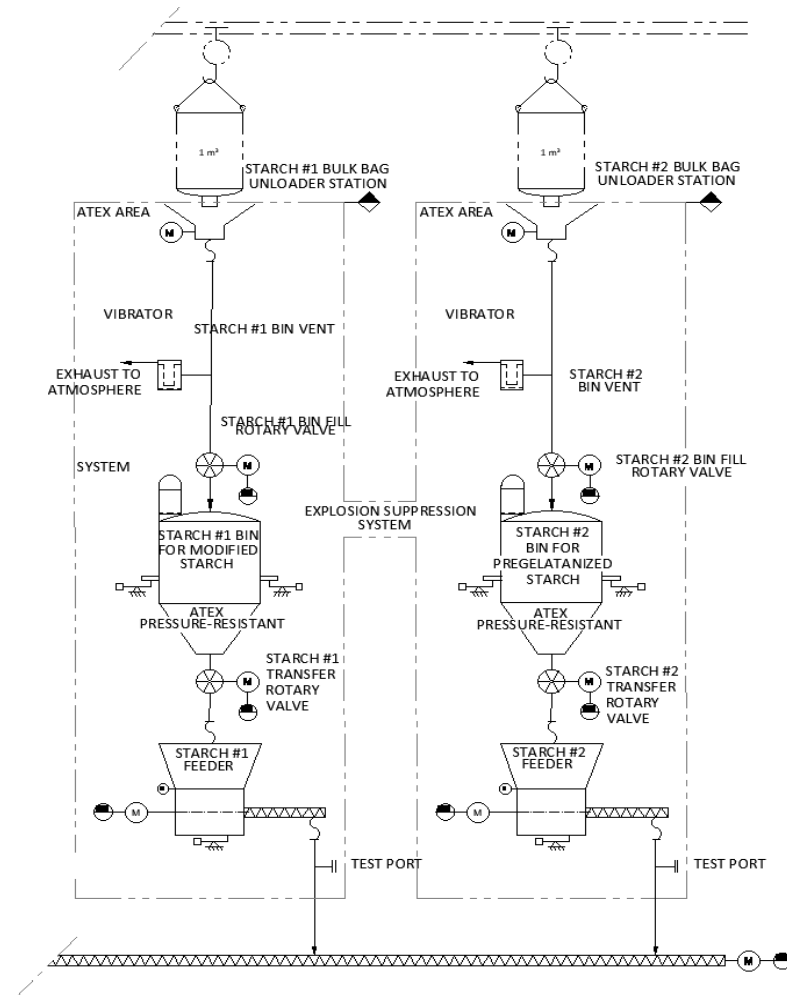 1 m³
1 m³
STARCH #1 BULK BAG
UNLOADER STATION
STARCH #2 BULK BAG
UNLOADER STATION
ATEX AREA
ATEX AREA
M
M
VIBRATOR
STARCH #1 BIN VENT
VIBRATOR
EXHAUST TO
ATMOSPHERE
EXHAUST TO
ATMOSPHERE
STARCH #2
BIN VENT
STARCH #1 BIN FILL
ROTARY VALVE
SYSTEM
M
M
STARCH #2 BIN FILL
ROTARY VALVE
EXPLOSION SUPPRESSION
SYSTEM
STARCH #1 BIN
FOR MODIFIED
STARCH
STARCH #2
BIN FOR
PREGELATANIZED
STARCH
ATEX
PRESSURE-RESISTANT
ATEX
PRESSURE-RESISTANT
STARCH #1
TRANSFER
ROTARY
VALVE
M
M
STARCH #2
TRANSFER
ROTARY
VALVE
STARCH #1
FEEDER
STARCH #2
FEEDER
M
M
TEST PORT
TEST PORT
M